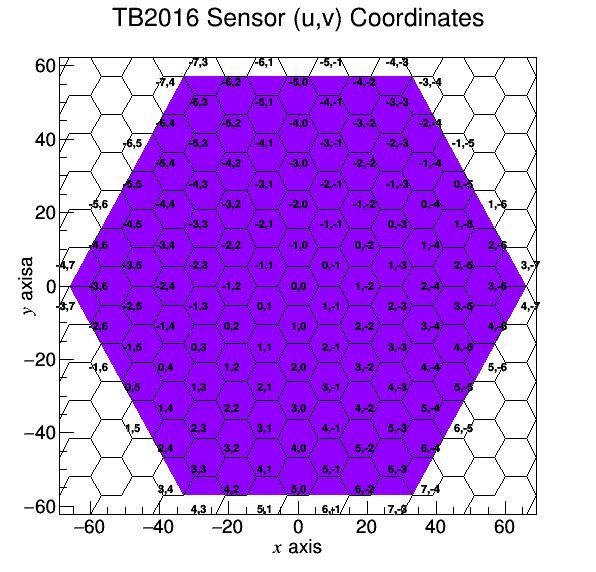 TB2016 Sensor (u,v) Coordinates
-7,3 -6,1 -5,-1 -4,-3
60
-7,4 -6,2 -5,0 -4,-2 -3,-4
-6,3 -5,1 -4,-1 -3,-3
-6,4 -5,2 -4,0 -3,-2 -2,-4
40
-6,5 -5,3 -4,1 -3,-1 -2,-3 -1,-5
-5,4 -4,2 -3,0 -2,-2 -1,-4
-5,5 -4,3 -3,1 -2,-1 -1,-3 0,-5
-5,6 -4,4 -3,2 -2,0 -1,-2 0,-4 1,-6
20
-4,5 -3,3 -2,1 -1,-1 0,-3 1,-5
-4,6 -3,4 -2,2 -1,0 0,-2 1,-4 2,-6
-4,7 -3,5 -2,3 -1,1 0,-1 1,-3 2,-5 3,-7
y axisa
0
-3,6 -2,4 -1,2 0,0 1,-2 2,-4 3,-6
-3,7 -2,5 -1,3 0,1 1,-1 2,-3 3,-5 4,-7
-2,6 -1,4 0,2 1,0 2,-2 3,-4 4,-6
-1,5 0,3 1,1 2,-1 3,-3 4,-5
−20
-1,6 0,4 1,2 2,0 3,-2 4,-4 5,-6
0,5 1,3 2,1 3,-1 4,-3 5,-5
1,4 2,2 3,0 4,-2 5,-4
1,5 2,3 3,1 4,-1 5,-3 6,-5
−40
2,4 3,2 4,0 5,-2 6,-4
3,3 4,1 5,-1 6,-3
3,4 4,2 5,0 6,-2 7,-4
−60
4,3 5,1 6,-1 7,-3
−60 −40 −20 0 20 40 60
x axis